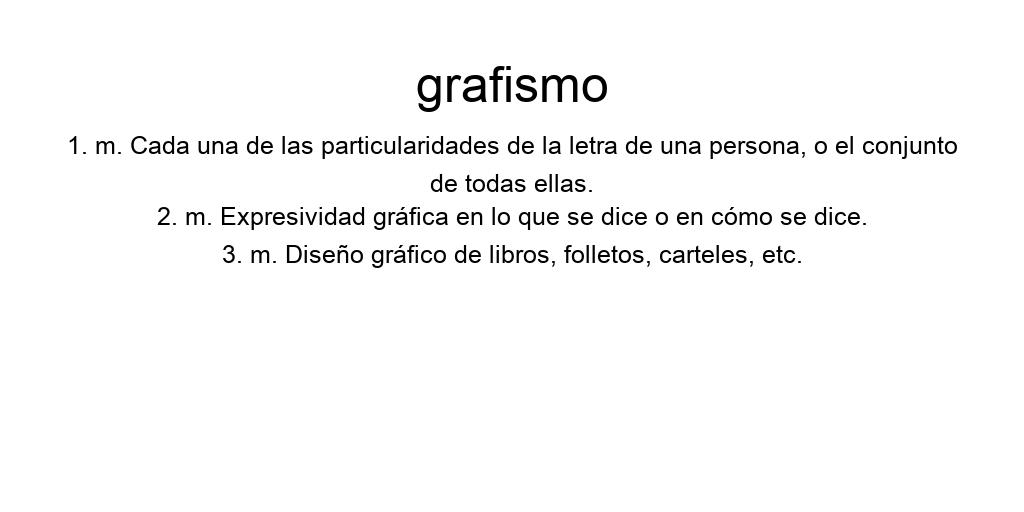 grafismo
1. m. Cada una de las particularidades de la letra de una persona, o el conjunto
de todas ellas.
2. m. Expresividad gráfica en lo que se dice o en cómo se dice.
3. m. Diseño gráfico de libros, folletos, carteles, etc.